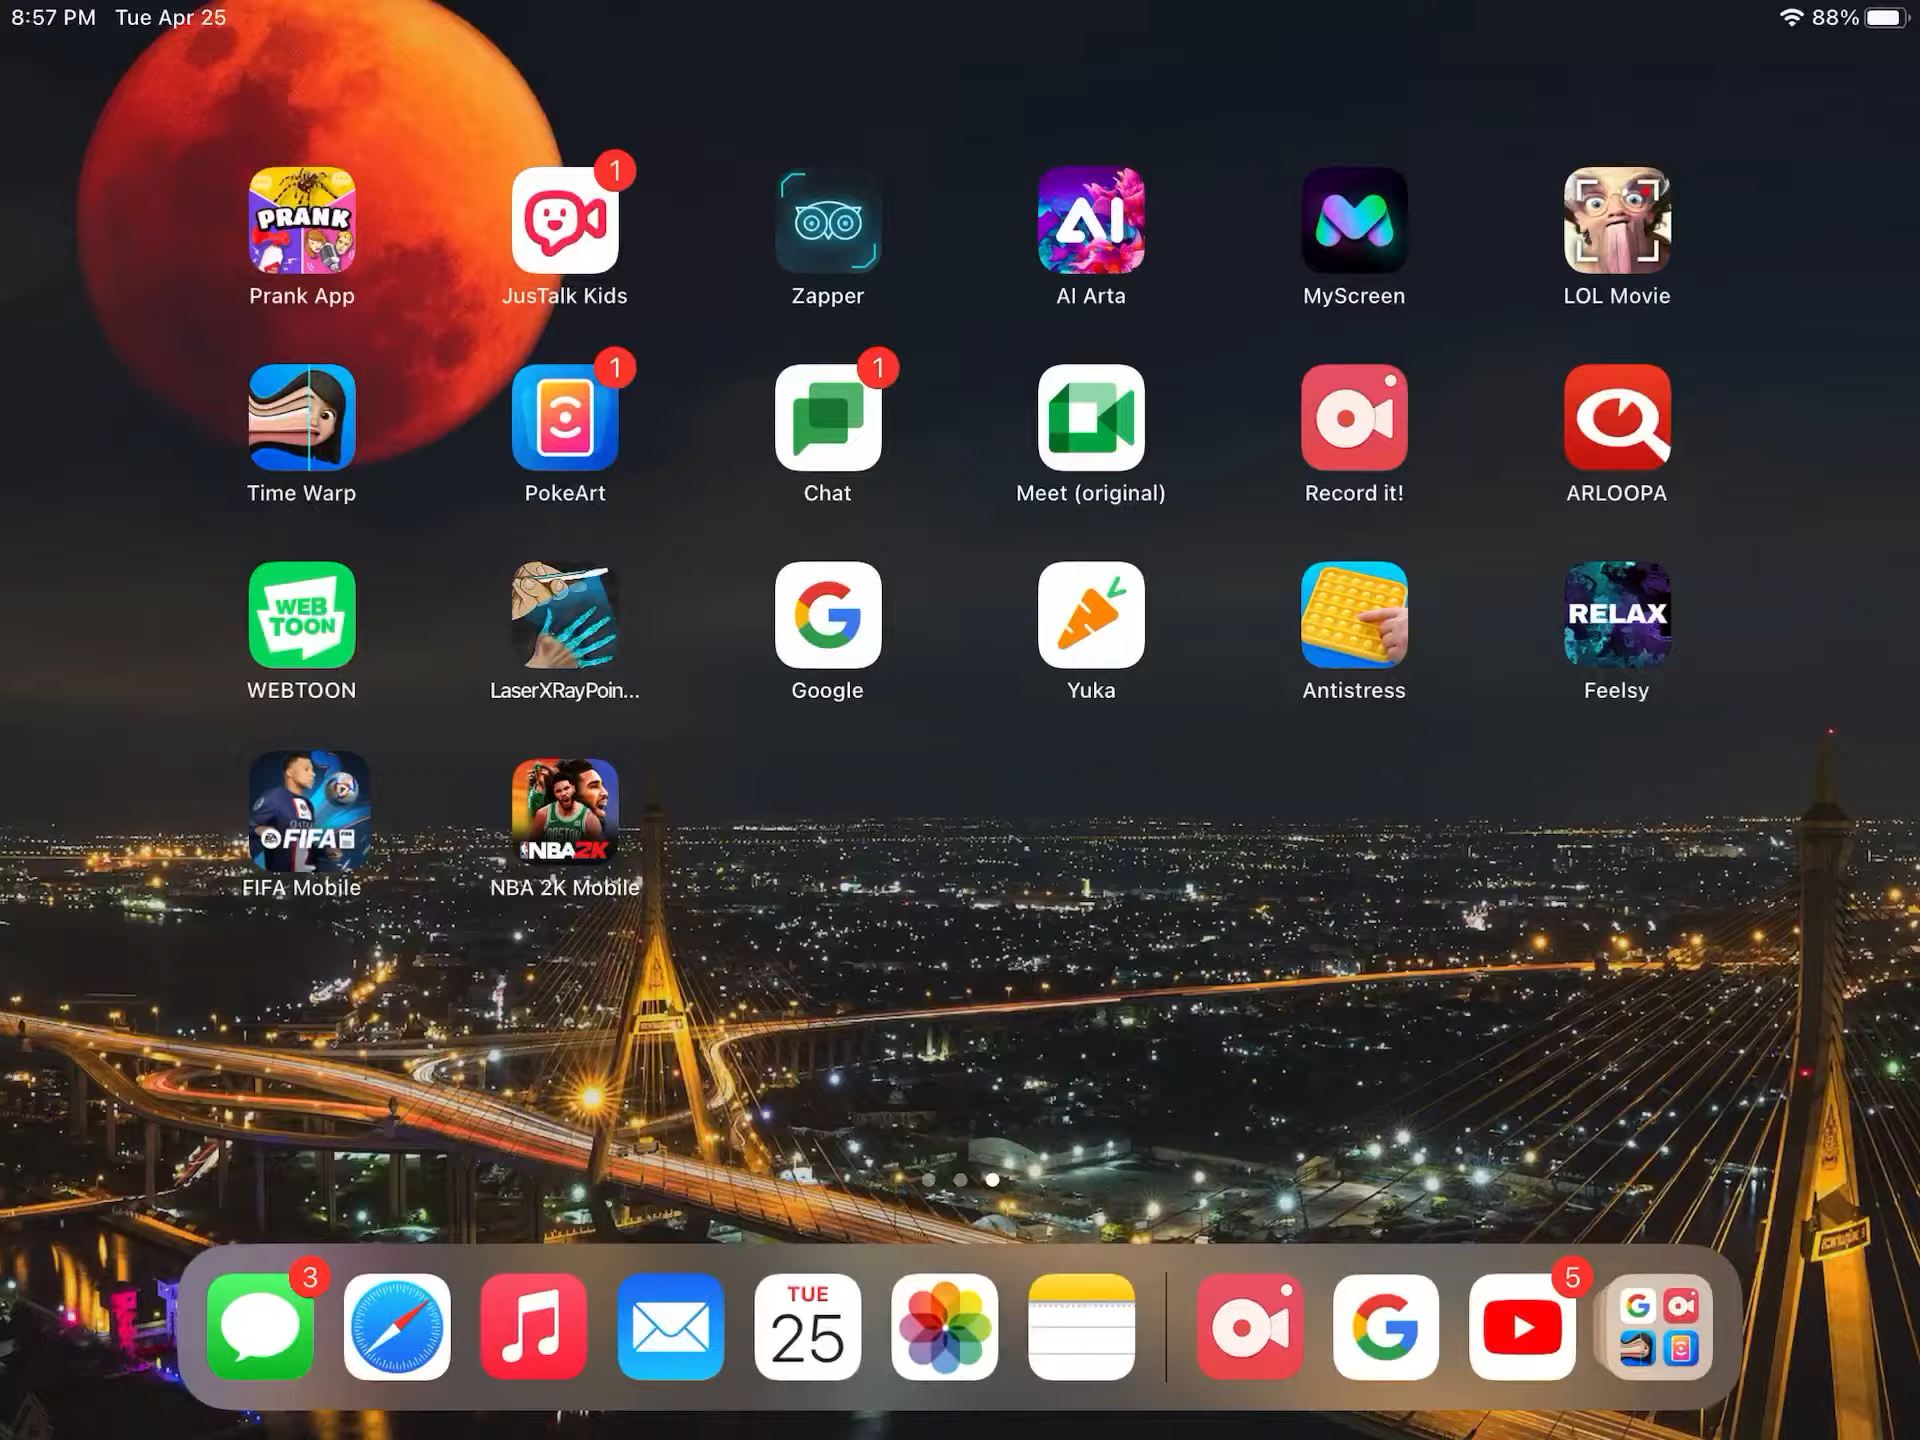 8:57 PM Tue Apr 25
88%
PRANK
1
AI
Prank App
JusTalk Kids
Zapper
AI Arta
MyScreen
LOL Movie
1
1
Time Warp
PokeArt
Chat
Meet (original)
Record it!
ARLOOPA
WEB
TOON
G
RELAX
WEBTOON
LaserXRayPoin...
Google
Yuka
Antistress
Feelsy
FIFA
NBA2K
FIFA Mobile
NBA 2K Mobile
3
TUE
25
G
5
G